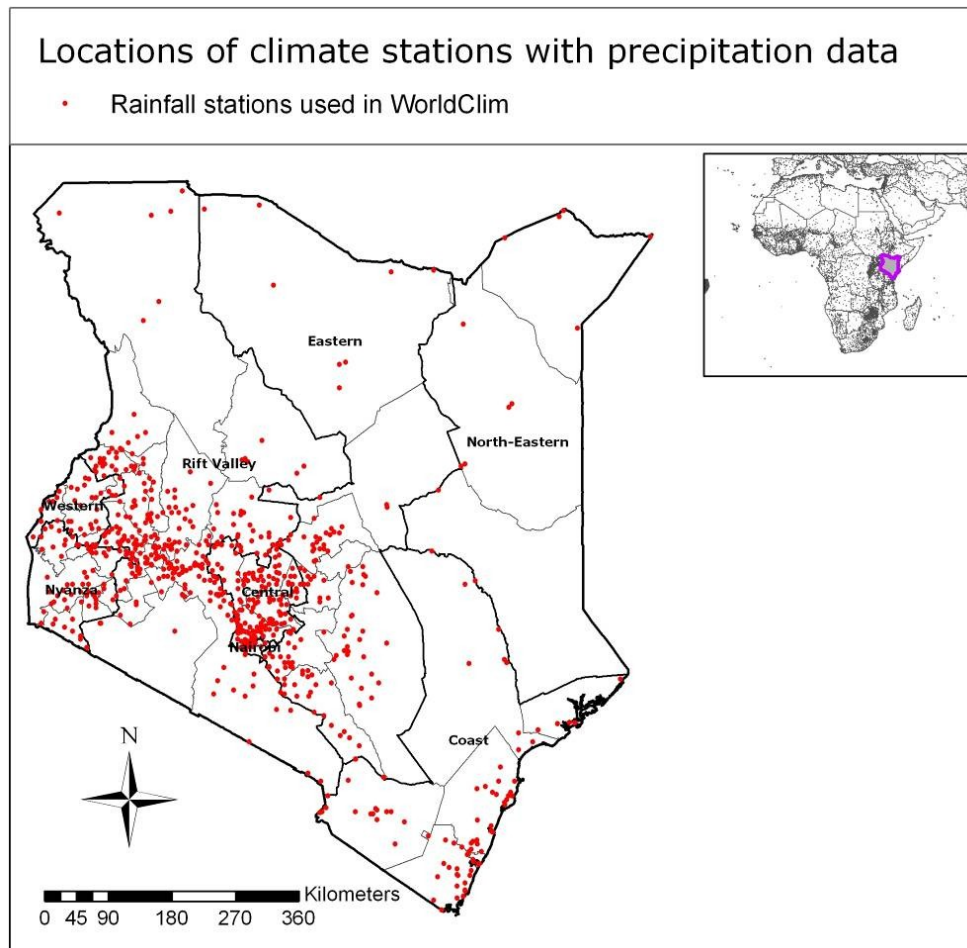 Locations of climate stations with precipitation data
Rainfall stations used in WorldClim
Eastern
North-Eastern
Rift Valley
Western
Nyanza
Central
Nairobi
Coast
N
Kilometers
0 45 90 180 270 360